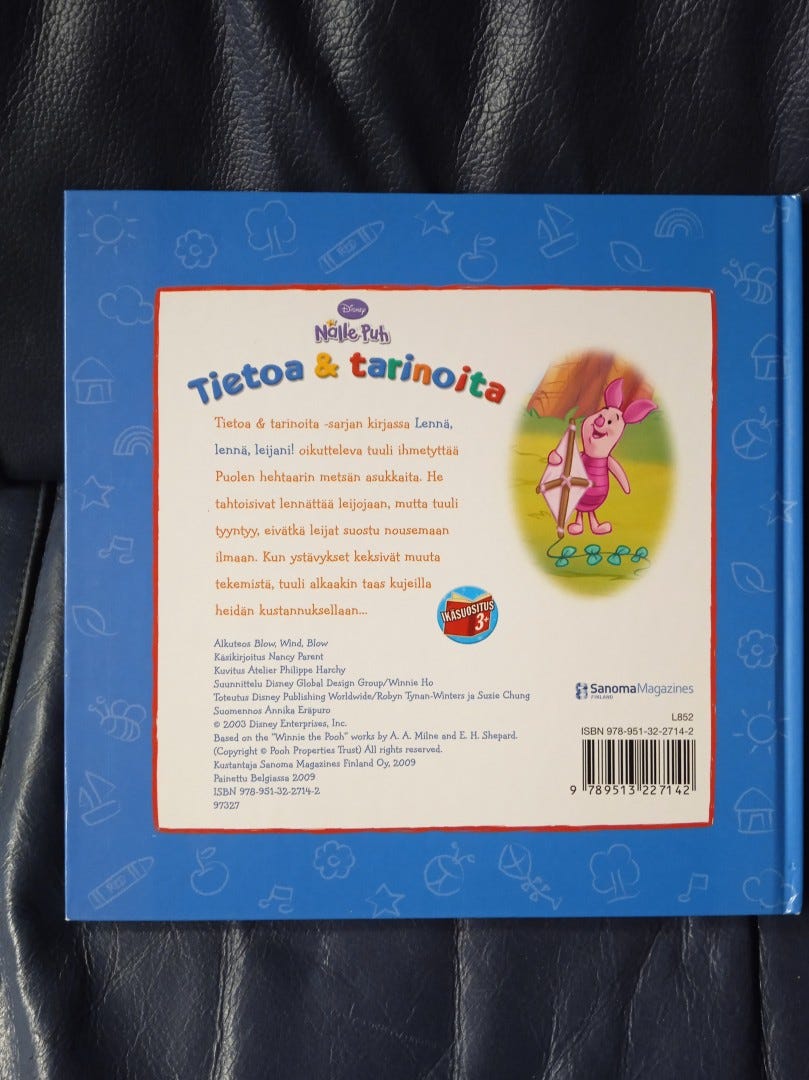 Disney
Nalle Puh
Tietoa & tarinoita
Tietoa & tarinoita -sarjan kirjassa Lennä,
lennä, leijani! oikutteleva tuuli ihmetyttää
Puolen hehtaarin metsän asukkaita. He
tahtoisivat lennättää leijojaan, mutta tuuli
tyyntyy, eivätkä leijat suostu nousemaan
ilmaan. Kun ystävykset keksivät muuta
tekemistä, tuuli alkaakin taas kujeilla
heidän kustannuksellaan...
IKÄSUOSITUS
3+
Alkuteos Blow, Wind, Blow
Käsikirjoitus Nancy Parent
Kuvitus Atelier Philippe Harchy
Suunnittelu Disney Global Design Group/Winnie Ho
Toteutus Disney Publishing Worldwide/Robyn Tynan-Winters ja Suzie Chung
Suomennos Annika Eräpuro
© 2003 Disney Enterprises, Inc.
Based on the "Winnie the Pooh" works by A. A. Milne and E. H. Shepard.
(Copyright © Pooh Properties Trust) All rights reserved.
Kustantaja Sanoma Magazines Finland Oy, 2009
Painettu Belgiassa 2009
ISBN 978-951-32-2714-2
97327
SanomaMagazines
FINLAND
L852
ISBN 978-951-32-2714-2
9 789513 227142